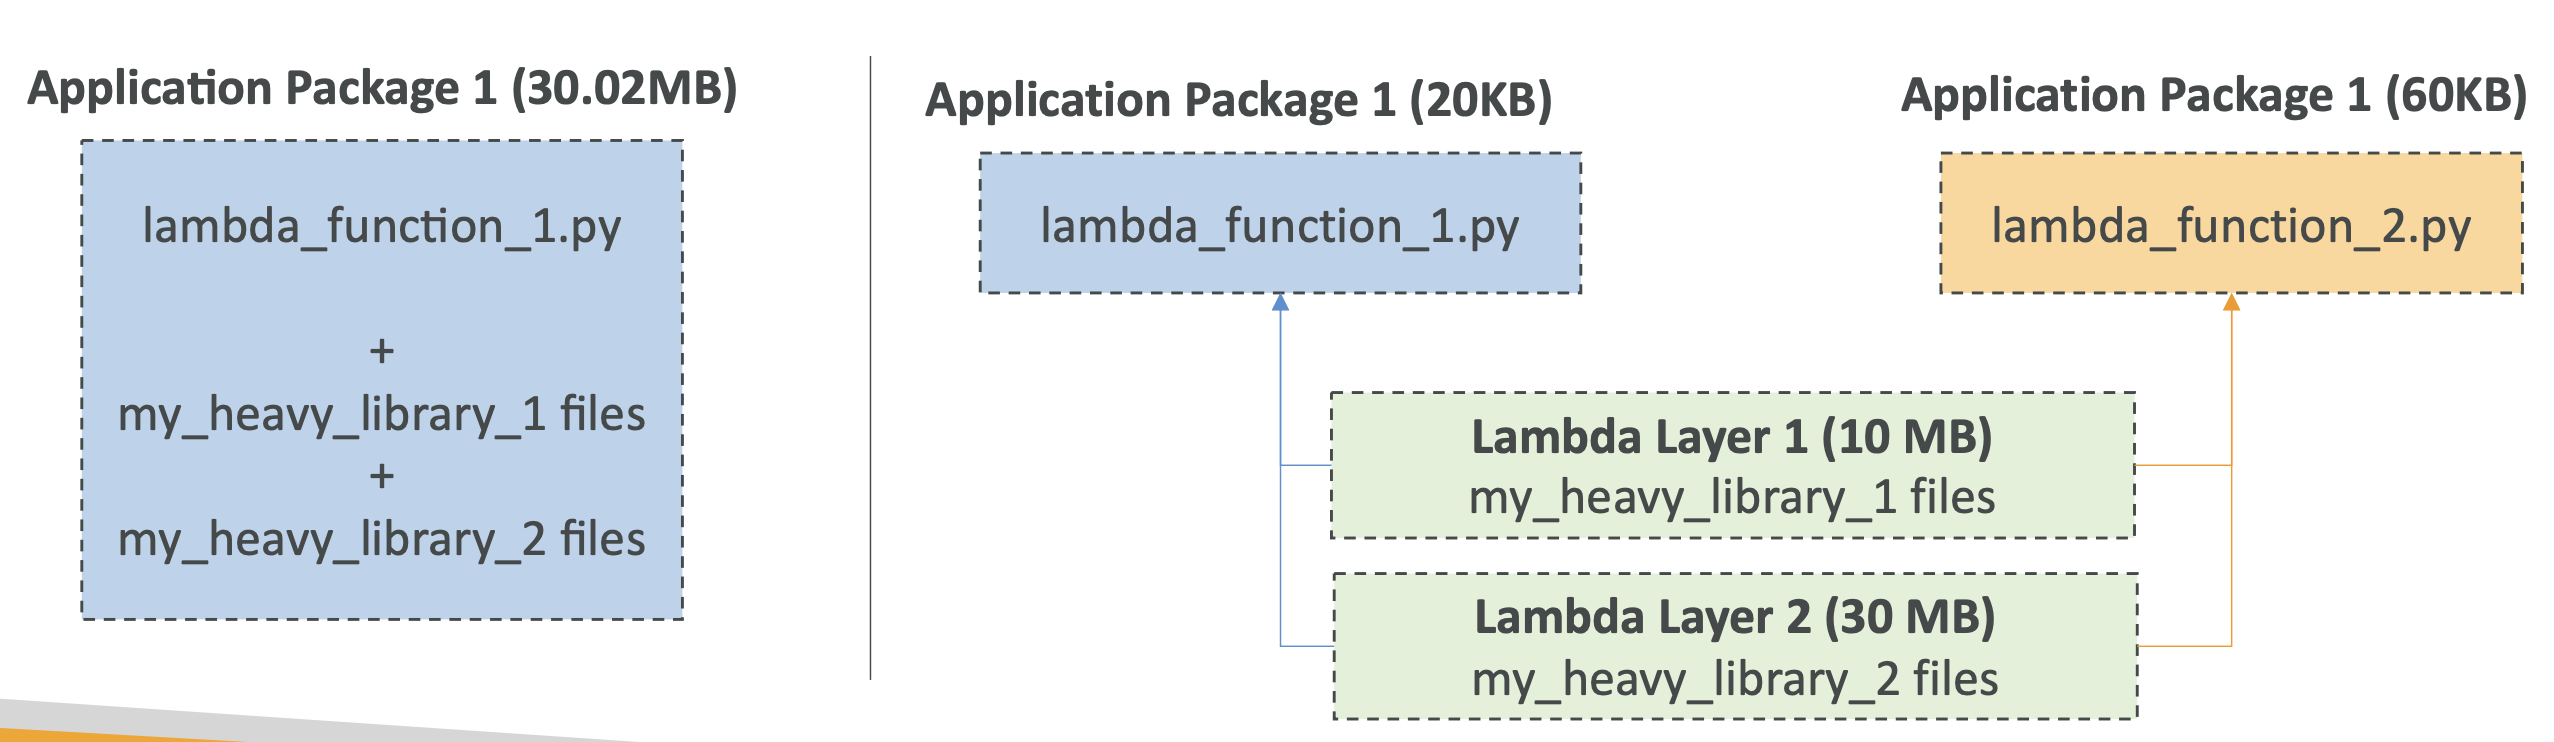 Application Package 1 (30.02MB)
lambda_function_1.py
+
my_heavy_library_1 files
+
my_heavy_library_2 files
Application Package 1 (20KB)
lambda_function_1.py
Application Package 1 (60KB)
lambda_function_2.py
Lambda Layer 1 (10 MB)
my_heavy_library_1 files
Lambda Layer 2 (30 MB)
my_heavy_library_2 files